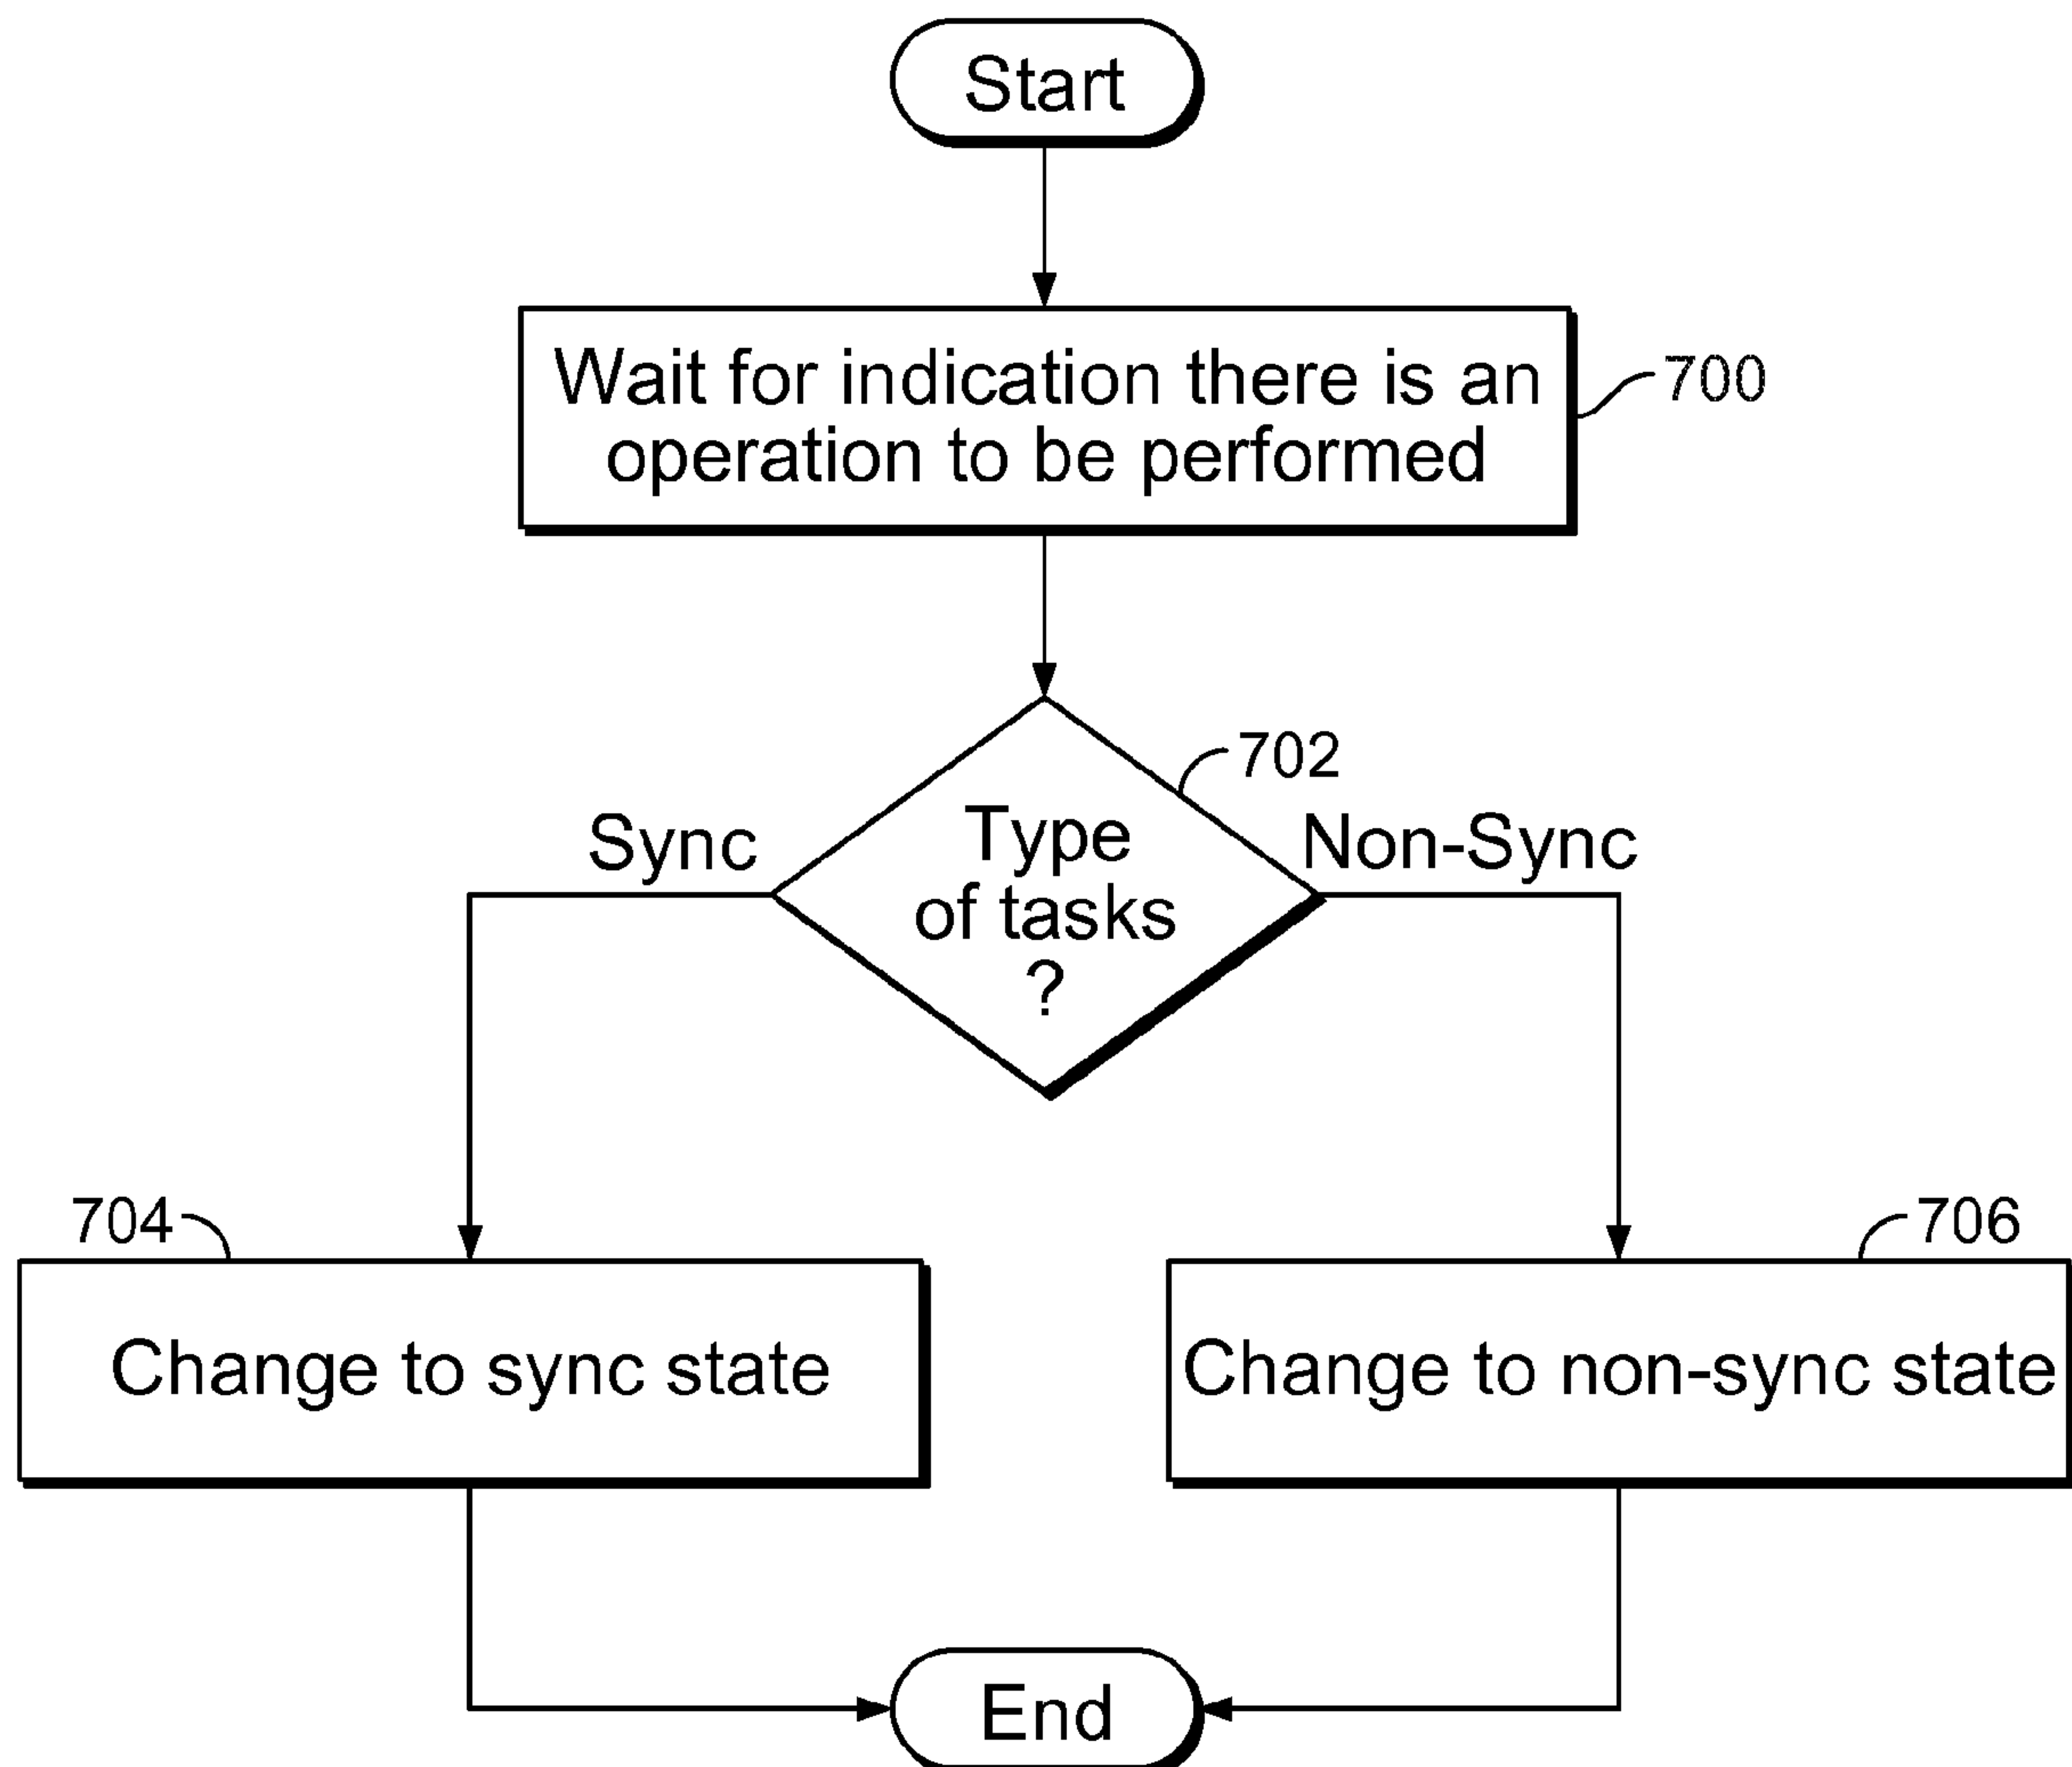 Start
Wait for indication there is an
operation to be performed
700
702
Type
of tasks
?
Sync
Non-Sync
704
Change to sync state
706
Change to non-sync state
End